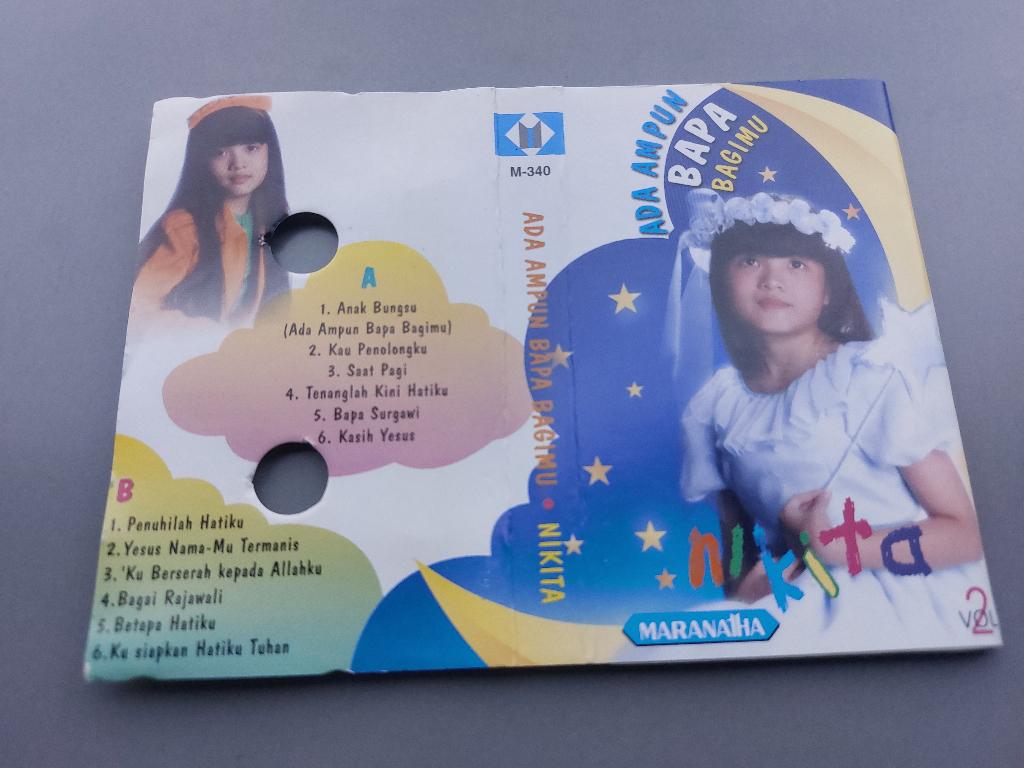 A
1. Anak Bungsu
(Ada Ampun Bapa Bagimu)
2. Kau Penolongku
3. Saat Pagi
4. Tenanglah Kini Hatiku
5. Bapa Surgawi
6. Kasih Yesus
B
1. Penuhilah Hatiku
2. Yesus Nama-Mu Termanis
3. 'Ku Berserah kepada Allahku
4. Bagai Rajawali
5. Betapa Hatiku
6. Ku siapkan Hatiku Tuhan
M-340
ADA AMPUN BAPA BAGIMU • NIKITA
ADA AMPUN
BAPA
BAGIMU
nikita
MARANATHA
VOL 2